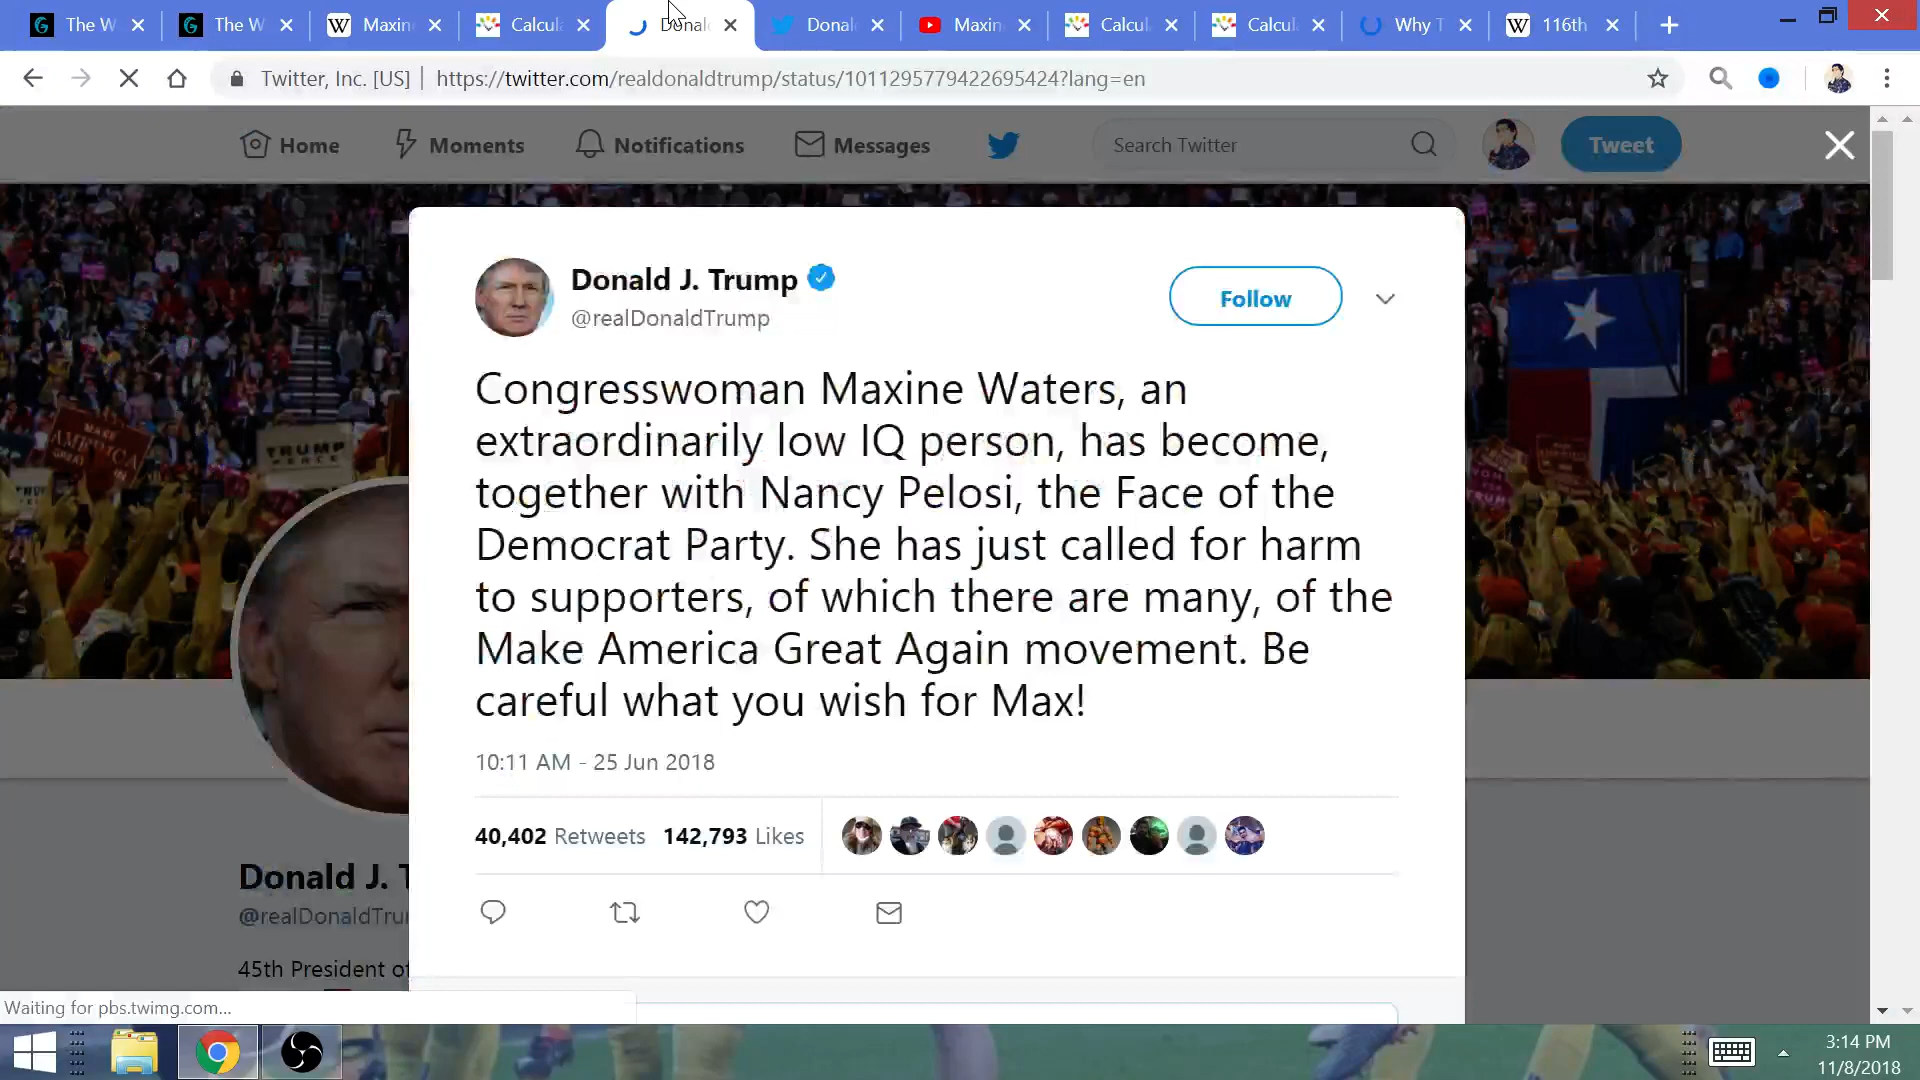 The W
The W
Maxin
Calcul
Donal
Donal
Maxin
Calcul
Calcul
Why T
116th
Twitter, Inc. [US]
https://twitter.com/realdonaldtrump/status/1011295779422695424?lang=en
Home
Moments
Notifications
Messages
Search Twitter
Tweet
Donald J. Trump
@realDonaldTrump
Follow
Congresswoman Maxine Waters, an
extraordinarily low IQ person, has become,
together with Nancy Pelosi, the Face of the
Democrat Party. She has just called for harm
to supporters, of which there are many, of the
Make America Great Again movement. Be
careful what you wish for Max!
10:11 AM - 25 Jun 2018
40,402 Retweets 142,793 Likes
MAKE
AMERICA
TRUMP
PENCE
Donald J. T
@realDonaldTru
45th President of
Waiting for pbs.twimg.com...
3:14 PM
11/8/2018